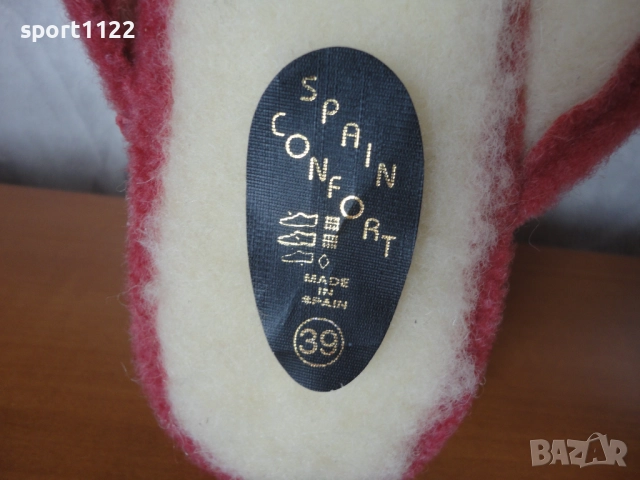 sport1122
SPAIN
CONFORT
MADE
IN
SPAIN
39
BAZAR